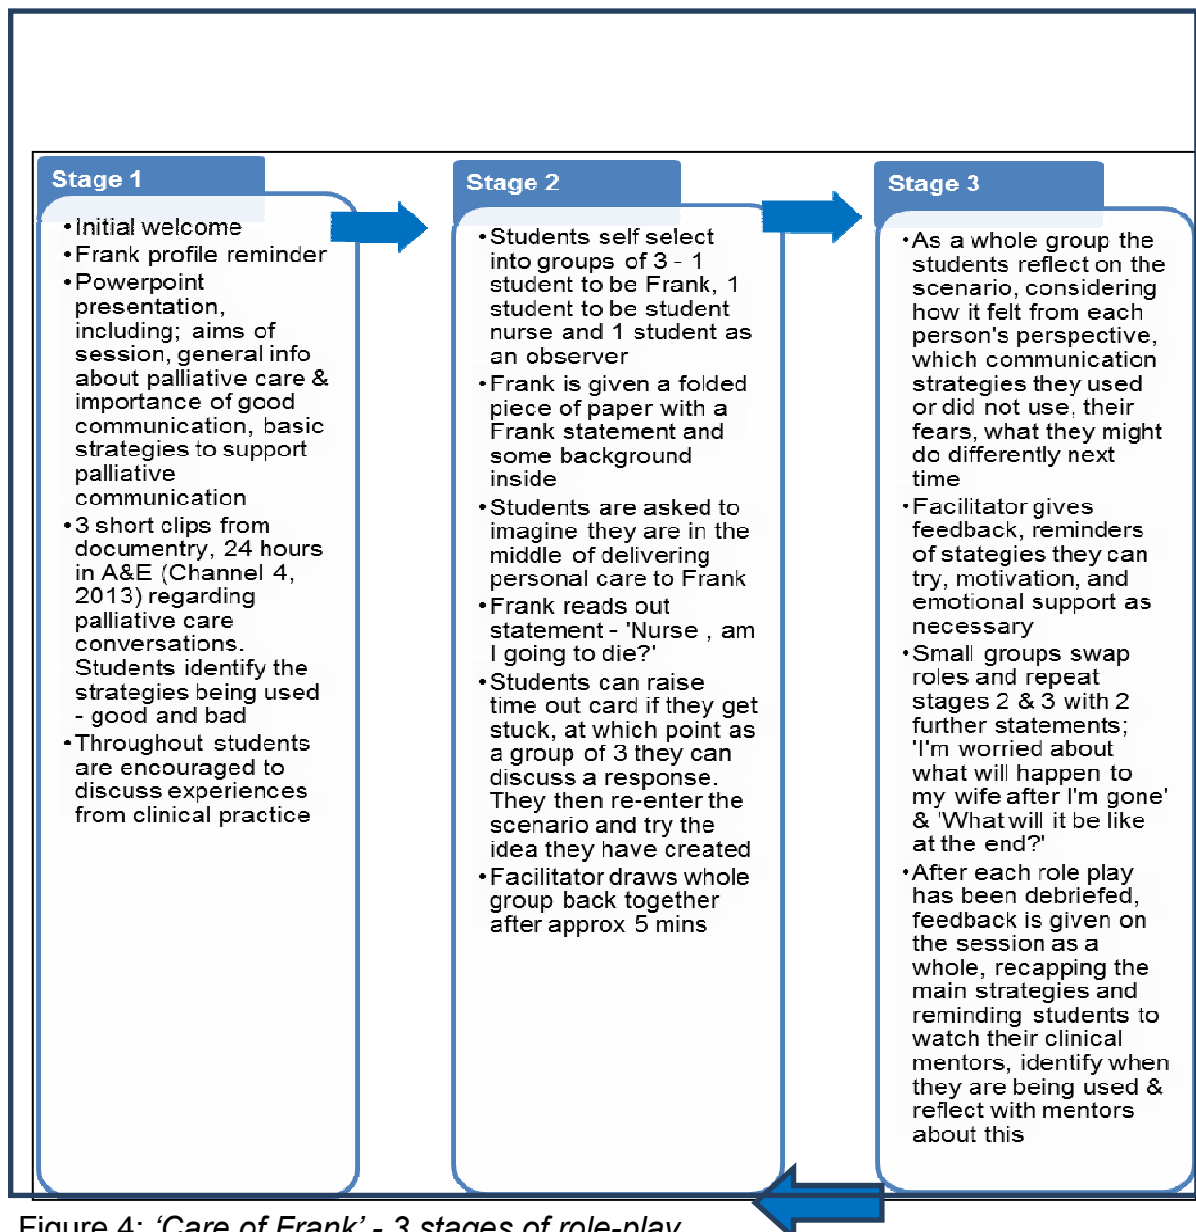 Stage 1
•Initial welcome
•Frank profile reminder
•Powerpoint
presentation,
including; aims of
session, general info
about palliative care &
importance of good
communication, basic
strategies to support
palliative
communication
•3 short clips from
documentry, 24 hours
in A&E (Channel 4,
2013) regarding
palliative care
conversations.
Students identify the
strategies being used
- good and bad
•Throughout students
are encouraged to
discuss experiences
from clinical practice
Stage 2
•Students self select
into groups of 3 - 1
student to be Frank, 1
student to be student
nurse and 1 student as
an observer
•Frank is given a folded
piece of paper with a
Frank statement and
some background
inside
•Students are asked to
imagine they are in the
middle of delivering
personal care to Frank
•Frank reads out
statement - 'Nurse , am
I going to die?'
•Students can raise
time out card if they get
stuck, at which point as
a group of 3 they can
discuss a response.
They then re-enter the
scenario and try the
idea they have created
•Facilitator draws whole
group back together
after approx 5 mins
Stage 3
•As a whole group the
students reflect on the
scenario, considering
how it felt from each
person's perspective,
which communication
strategies they used
or did not use, their
fears, what they might
do differently next
time
•Facilitator gives
feedback, reminders
of stategies they can
try, motivation, and
emotional support as
necessary
•Small groups swap
roles and repeat
stages 2 & 3 with 2
further statements;
'I'm worried about
what will happen to
my wife after I'm gone'
& 'What will it be like
at the end?'
•After each role play
has been debriefed,
feedback is given on
the session as a
whole, recapping the
main strategies and
reminding students to
watch their clinical
mentors, identify when
they are being used &
reflect with mentors
about this
Figure 4: 'Care of Frank' - 3 stages of role-play